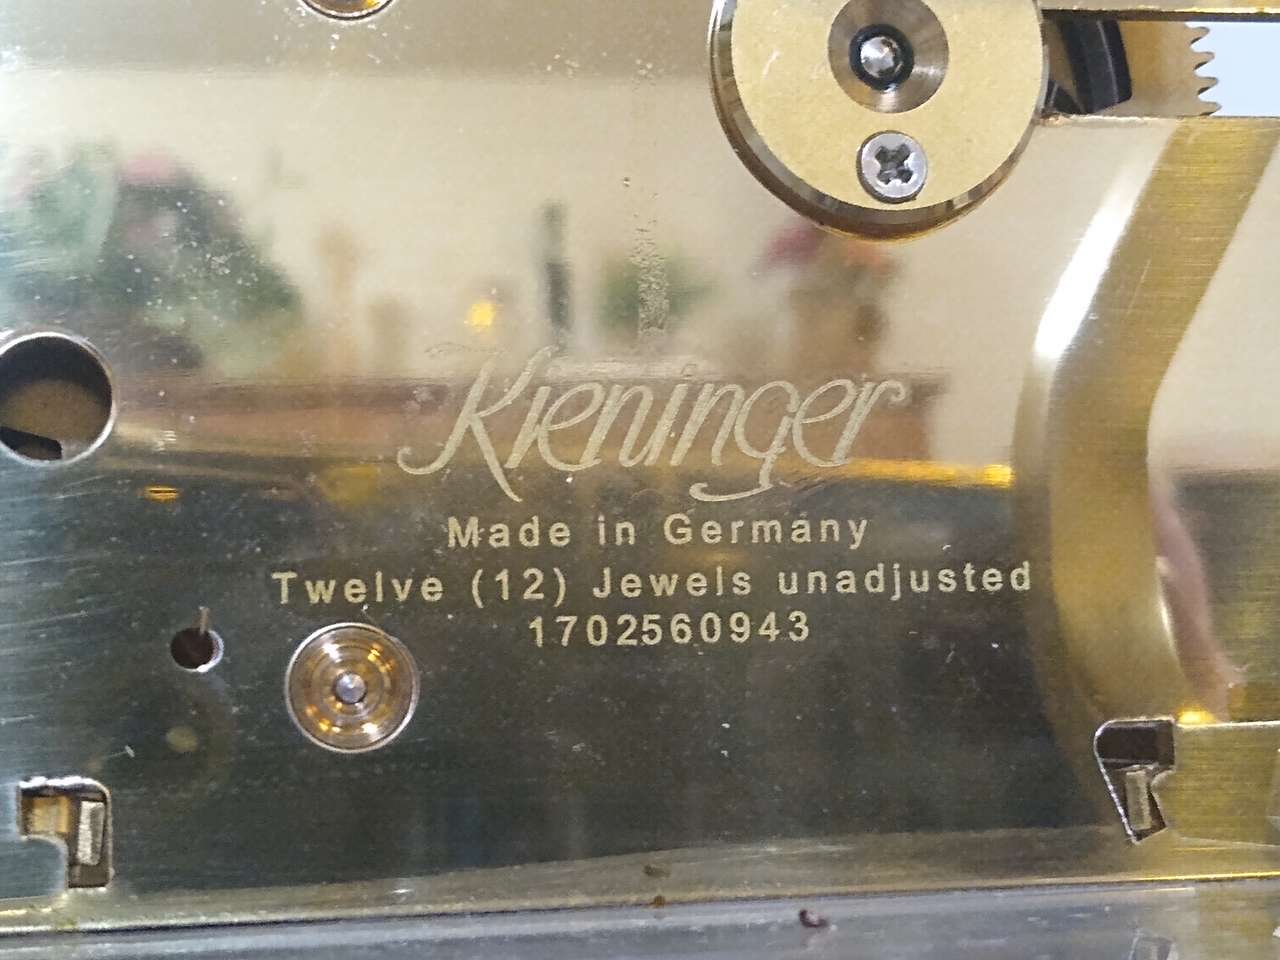 Kieninger
Made in Germany
Twelve (12) Jewels unadjusted
1702560943